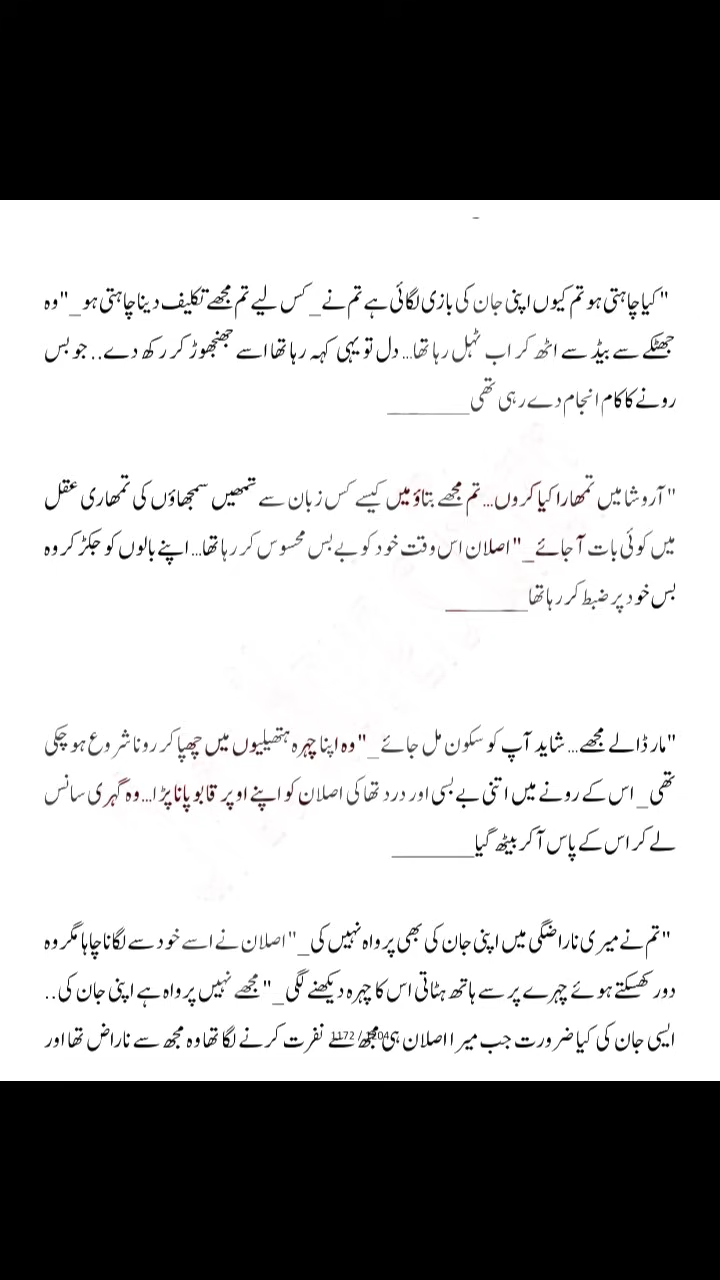 "کیا چاہتی ہو تم کیوں اپنی جان کی بازی لگائی ہے تم نے_ کس لیے تم مجھے تکلیف دینا چاہتی ہو_" وہ
جھٹکے سے بیڈ سے اٹھ کر اب ٹہل رہا تھا... دل تو یہی کہہ رہا تھا اسے جھنجھوڑ کر رکھ دے.. جو بس
رونے کا کام انجام دے رہی تھی________
"آروشا میں تمھارا کیا کروں... تم مجھے بتاؤ میں کیسے کس زبان سے تمھیں سمجھاؤں کی تمھاری عقل
میں کوئی بات آ جائے_" اصلان اس وقت خود کو بے بس محسوس کر رہا تھا... اپنے بالوں کو جکڑ کر وہ
بس خود پر ضبط کر رہا تھا________
"مار ڈالے مجھے... شاید آپ کو سکون مل جائے_" وہ اپنا چہرہ ہتھیلیوں میں چھپا کر رونا شروع ہو چکی
تھی_ اس کے رونے میں اتنی بے بسی اور درد تھا کی اصلان کو اپنے اوپر قابو پانا پڑا... وہ گہری سانس
لے کر اس کے پاس آ کر بیٹھ گیا________
"تم نے میری ناراضگی میں اپنی جان کی بھی پرواہ نہیں کی_" اصلان نے اسے خود سے لگانا چاہا مگر وہ
دور کھسکتے ہوئے چہرے پر سے ہاتھ ہٹاتی اس کا چہرہ دیکھنے لگی_" مجھے نہیں پرواہ ہے اپنی جان کی..
ایسی جان کی کیا ضرورت جب میرا اصلان ہی مجھ سے نفرت کرنے لگا تھا وہ مجھ سے ناراض تھا اور